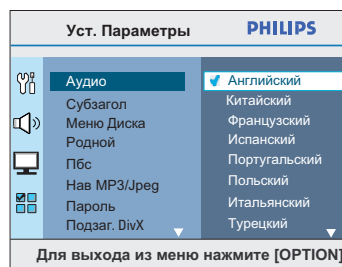 Уст. Параметры
PHILIPS
Аудио
Субзагол
Меню Диска
Родной
Пбс
Нав MP3/Jpeg
Пароль
Подзаг. DivX
Английский
Китайский
Французский
Испанский
Португальский
Польский
Итальянский
Турецкий
Для выхода из меню нажмите [OPTION]